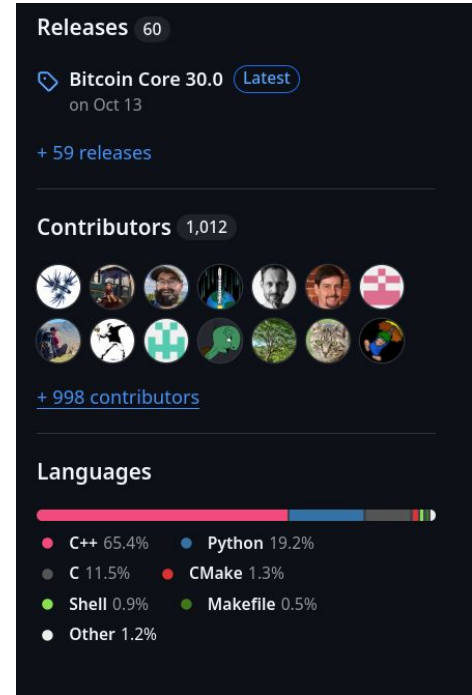 Releases 60
Bitcoin Core 30.0 Latest
on Oct 13
+ 59 releases
Contributors 1,012
+ 998 contributors
Languages
C++ 65.4% Python 19.2%
C 11.5% CMake 1.3%
Shell 0.9% Makefile 0.5%
Other 1.2%